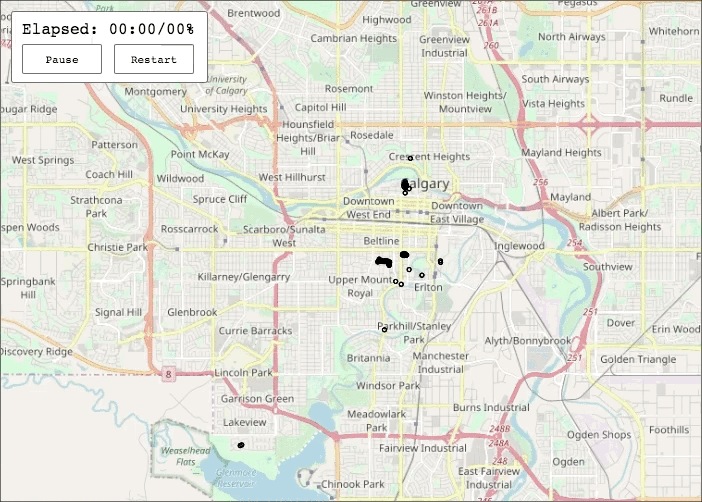 Elapsed: 00:00/00%
Pause
Restart
Park
Brentwood
Highwood
Greenview
Pegasus
Whitehorn
Cambrian Heights
Greenview
Industrial
North Airways
261
260
University
of Calgary
Rosemont
South Airways
Montgomery
University Heights
Capitol Hill
Winston Heights/
Mountview
Vista Heights
Rundle
ougar Ridge
Hounsfield
Heights/Briar
Hill
Rosedale
Patterson
Point McKay
Crescent Heights
Mayland Heights
West Springs
Coach Hill
Wildwood
West Hillhurst
Calgary
256
Strathcona
Park
Spruce Cliff
Downtown
West End
Downtown
East Village
Mayland
Albert Park/
Radisson Heights
spen Woods
Rosscarrock
Scarboro/Sunalta
West
Beltline
Inglewood
254
Christie Park
Southview
Springbank
Hill
Killarney/Glengarry
Upper Mount
Royal
Erlton
Signal Hill
Glenbrook
251
Currie Barracks
Parkhill/Stanley
Park
Alyth/Bonnybrook
Dover
Erin Wood
Discovery Ridge
Britannia
Manchester
Industrial
251
Golden Triangle
8
Lincoln Park
Windsor Park
Garrison Green
Burns Industrial
Lakeview
Meadowlark
Park
248B
248A
Ogden Shops
Foothills
Weaselhead
Flats
Fairview Industrial
248
Glenmore
Reservoir
Chinook Park
East Fairview
Industrial
Ogden
246